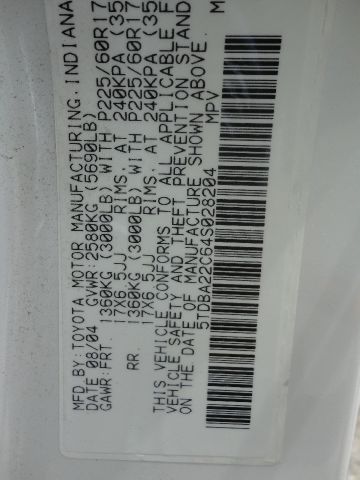 MFD BY:TOYOTA MOTOR MANUFACTURING.INDIANA
DATE 08/04 GVWR:2580KG (5690LB)
GAWR:FRT. 1360KG (3000LB) WITH P225/60R17
17X6.5JJ RIMS. AT 240KPA (35
RR. 1360KG (3000LB) WITH P225/60R17
17X6.5JJ RIMS. AT 240KPA (35
THIS VEHICLE CONFORMS TO ALL APPLICABLE F
VEHICLE SAFETY AND THEFT PREVENTION STAND
ON THE DATE OF MANUFACTURE SHOWN ABOVE.
5TDBA22C64S028204 MPV M